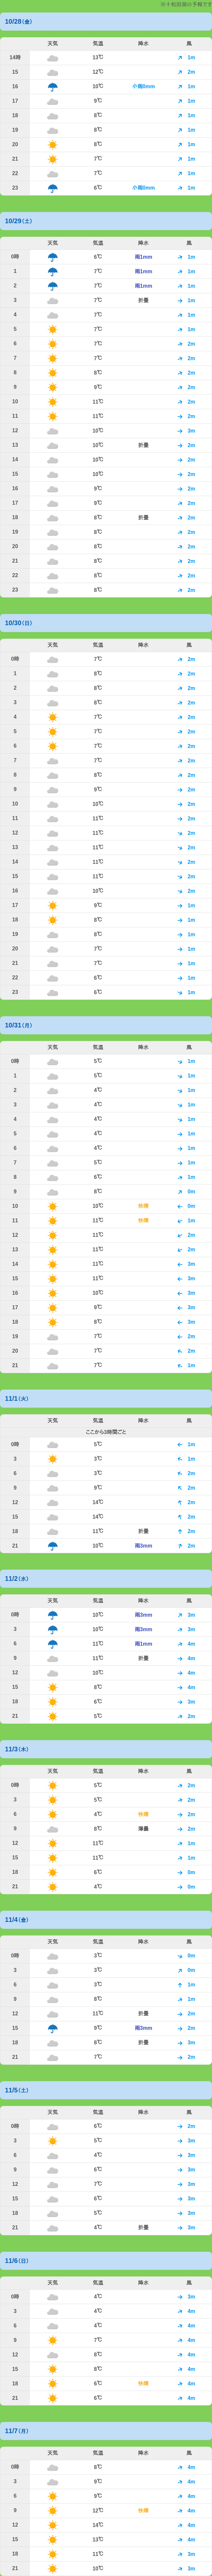 10/28(金)
天気 気温 降水 風
14時 13℃ 1m
15 12℃ 2m
16 10℃ 小雨0mm 1m
17 9℃ 1m
18 8℃ 1m
19 8℃ 1m
20 8℃ 1m
21 7℃ 1m
22 7℃ 1m
23 6℃ 小雨0mm 1m
10/29(土)
天気 気温 降水 風
0時 6℃ 雨1mm 1m
1 7℃ 雨1mm 1m
2 7℃ 雨1mm 1m
3 7℃ 折曇 1m
4 7℃ 1m
5 7℃ 1m
6 7℃ 2m
7 7℃ 2m
8 8℃ 2m
9 9℃ 2m
10 11℃ 2m
11 11℃ 2m
12 10℃ 3m
13 10℃ 折曇 2m
14 10℃ 2m
15 10℃ 2m
16 9℃ 2m
17 9℃ 2m
18 8℃ 折曇 2m
19 8℃ 2m
20 8℃ 2m
21 8℃ 2m
22 8℃ 2m
23 8℃ 2m
10/30(日)
天気 気温 降水 風
0時 7℃ 2m
1 8℃ 2m
2 8℃ 2m
3 8℃ 2m
4 7℃ 2m
5 7℃ 2m
6 7℃ 2m
7 7℃ 2m
8 8℃ 2m
9 9℃ 2m
10 10℃ 2m
11 11℃ 2m
12 11℃ 2m
13 11℃ 2m
14 11℃ 2m
15 11℃ 2m
16 10℃ 2m
17 9℃ 1m
18 8℃ 1m
19 8℃ 1m
20 7℃ 1m
21 7℃ 1m
22 6℃ 1m
23 6℃ 1m
10/31(月)
天気 気温 降水 風
0時 5℃ 1m
1 5℃ 1m
2 4℃ 1m
3 4℃ 1m
4 4℃ 1m
5 4℃ 1m
6 4℃ 1m
7 5℃ 1m
8 6℃ 1m
9 8℃ 0m
10 10℃ 快晴 0m
11 11℃ 快晴 1m
12 11℃ 2m
13 11℃ 2m
14 11℃ 3m
15 11℃ 3m
16 10℃ 3m
17 9℃ 3m
18 8℃ 3m
19 7℃ 2m
20 7℃ 2m
21 7℃ 1m
11/1(火)
天気 気温 降水 風
ここから3時間ごと
0時 5℃ 1m
3 3℃ 1m
6 3℃ 2m
9 9℃ 2m
12 14℃ 2m
15 14℃ 2m
18 11℃ 折曇 2m
21 10℃ 雨3mm 2m
11/2(水)
天気 気温 降水 風
0時 10℃ 雨3mm 3m
3 10℃ 雨3mm 3m
6 11℃ 雨1mm 4m
9 11℃ 折曇 4m
12 10℃ 4m
15 8℃ 4m
18 6℃ 3m
21 5℃ 2m
11/3(木)
天気 気温 降水 風
0時 5℃ 2m
3 5℃ 2m
6 4℃ 快晴 2m
9 8℃ 薄曇 2m
12 11℃ 1m
15 11℃ 1m
18 6℃ 0m
21 4℃ 0m
11/4(金)
天気 気温 降水 風
0時 3℃ 0m
3 3℃ 0m
6 3℃ 1m
9 8℃ 1m
12 11℃ 折曇 2m
15 9℃ 雨3mm 2m
18 8℃ 折曇 3m
21 7℃ 2m
11/5(土)
天気 気温 降水 風
0時 6℃ 2m
3 5℃ 3m
6 4℃ 3m
9 6℃ 3m
12 7℃ 3m
15 6℃ 3m
18 5℃ 3m
21 4℃ 折曇 3m
11/6(日)
天気 気温 降水 風
0時 4℃ 3m
3 4℃ 4m
6 4℃ 4m
9 7℃ 4m
12 8℃ 4m
15 8℃ 4m
18 6℃ 快晴 4m
21 6℃ 4m
11/7(月)
天気 気温 降水 風
0時 8℃ 4m
3 9℃ 4m
6 9℃ 4m
9 12℃ 快晴 4m
12 14℃ 4m
15 13℃ 4m
18 11℃ 3m
21 10℃ 3m